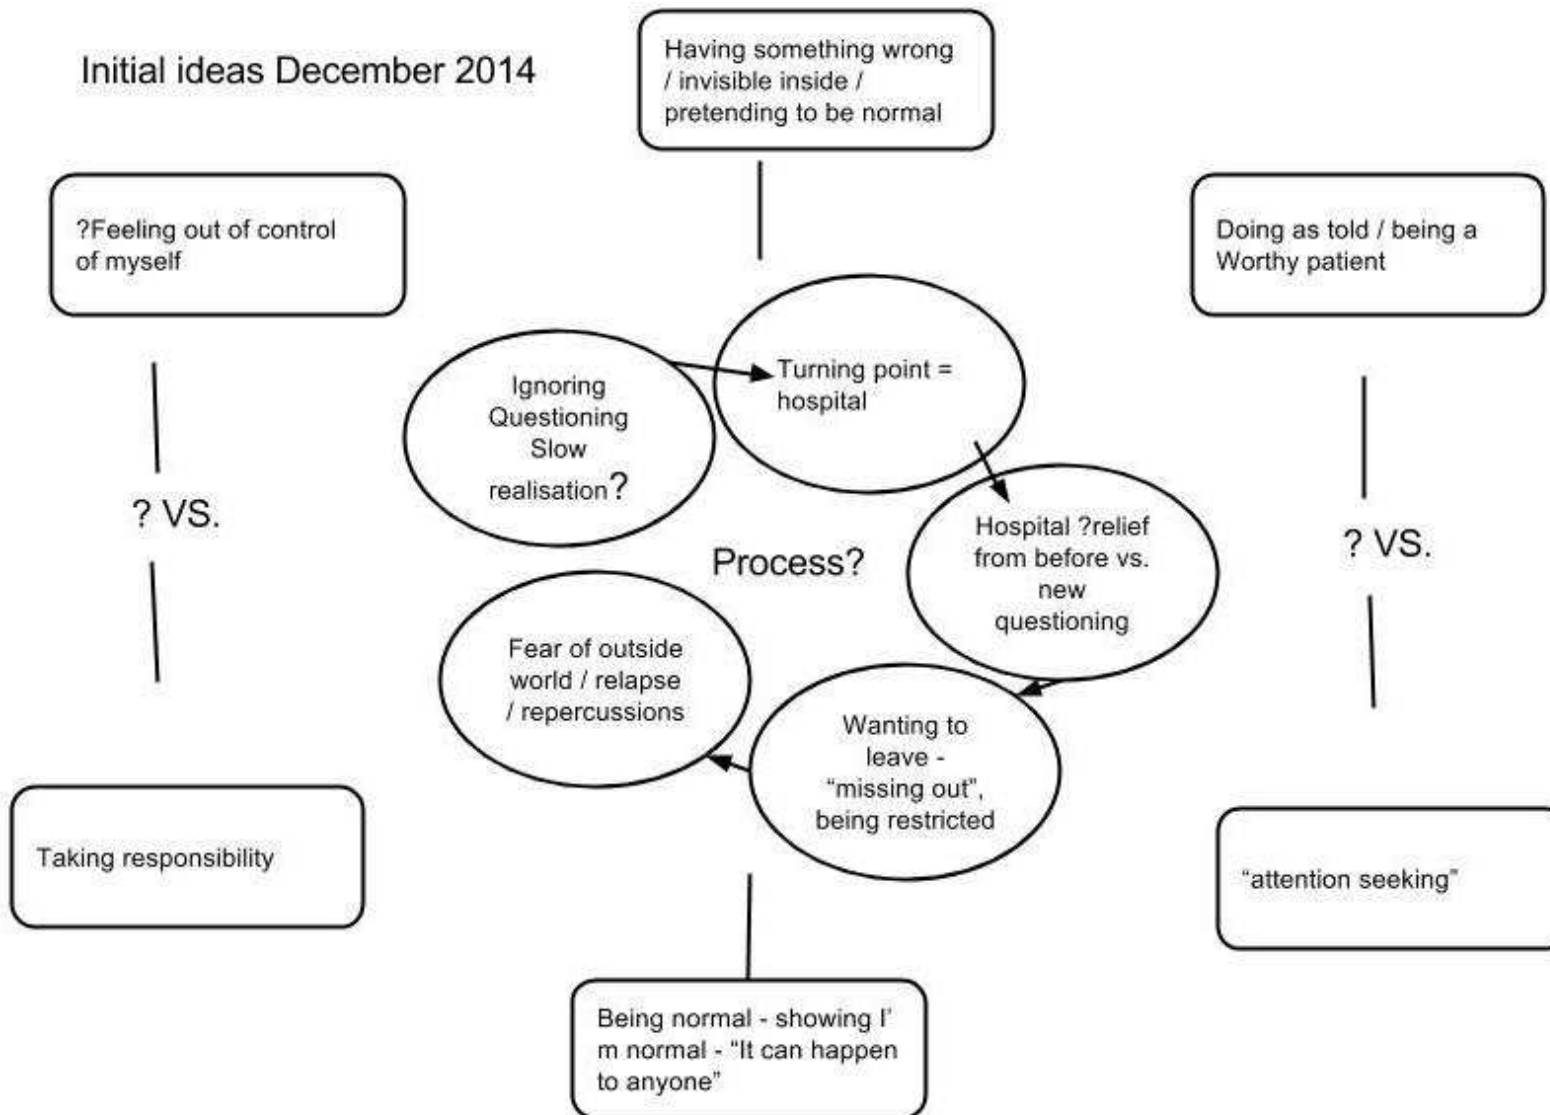 Initial ideas December 2014
Having something wrong
/ invisible inside /
pretending to be normal
?Feeling out of control
of myself
Doing as told / being a
Worthy patient
Ignoring
Questioning
Slow
realisation?
Turning point =
hospital
? VS.
Process?
Hospital ?relief
from before vs.
new
questioning
? VS.
Fear of outside
world / relapse
/ repercussions
Wanting to
leave -
“missing out”,
being restricted
Taking responsibility
“attention seeking”
Being normal - showing I’
m normal - “It can happen
to anyone”